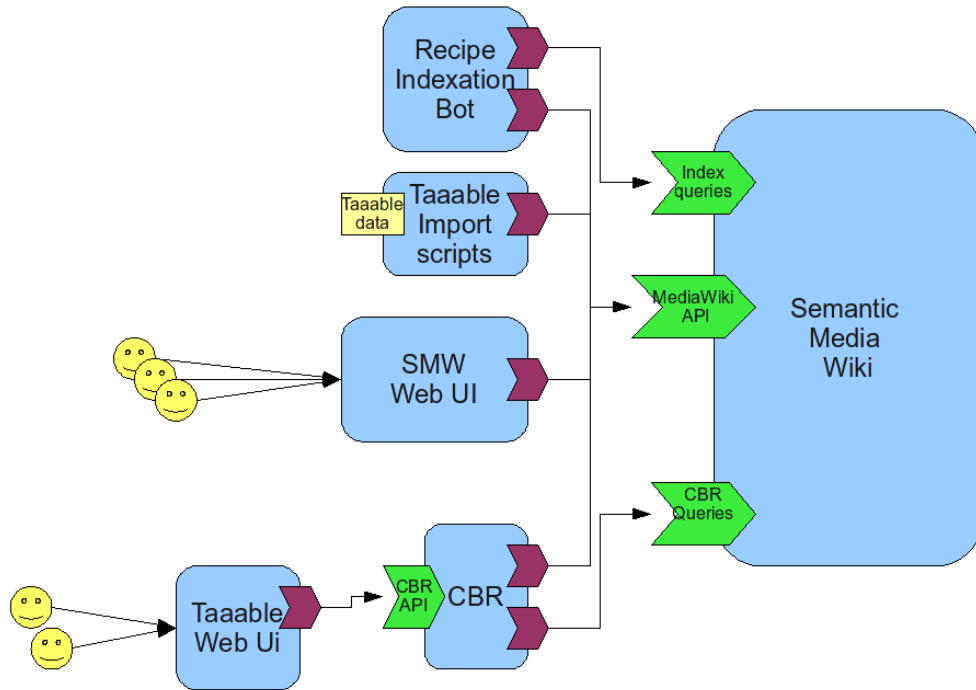 Recipe
Indexation
Bot
Index
queries
Taaable
data
Taaable
Import
scripts
MediaWiki
API
Semantic
Media
Wiki
SMW
Web UI
CBR
Queries
CBR
API
CBR
Taaable
Web Ui